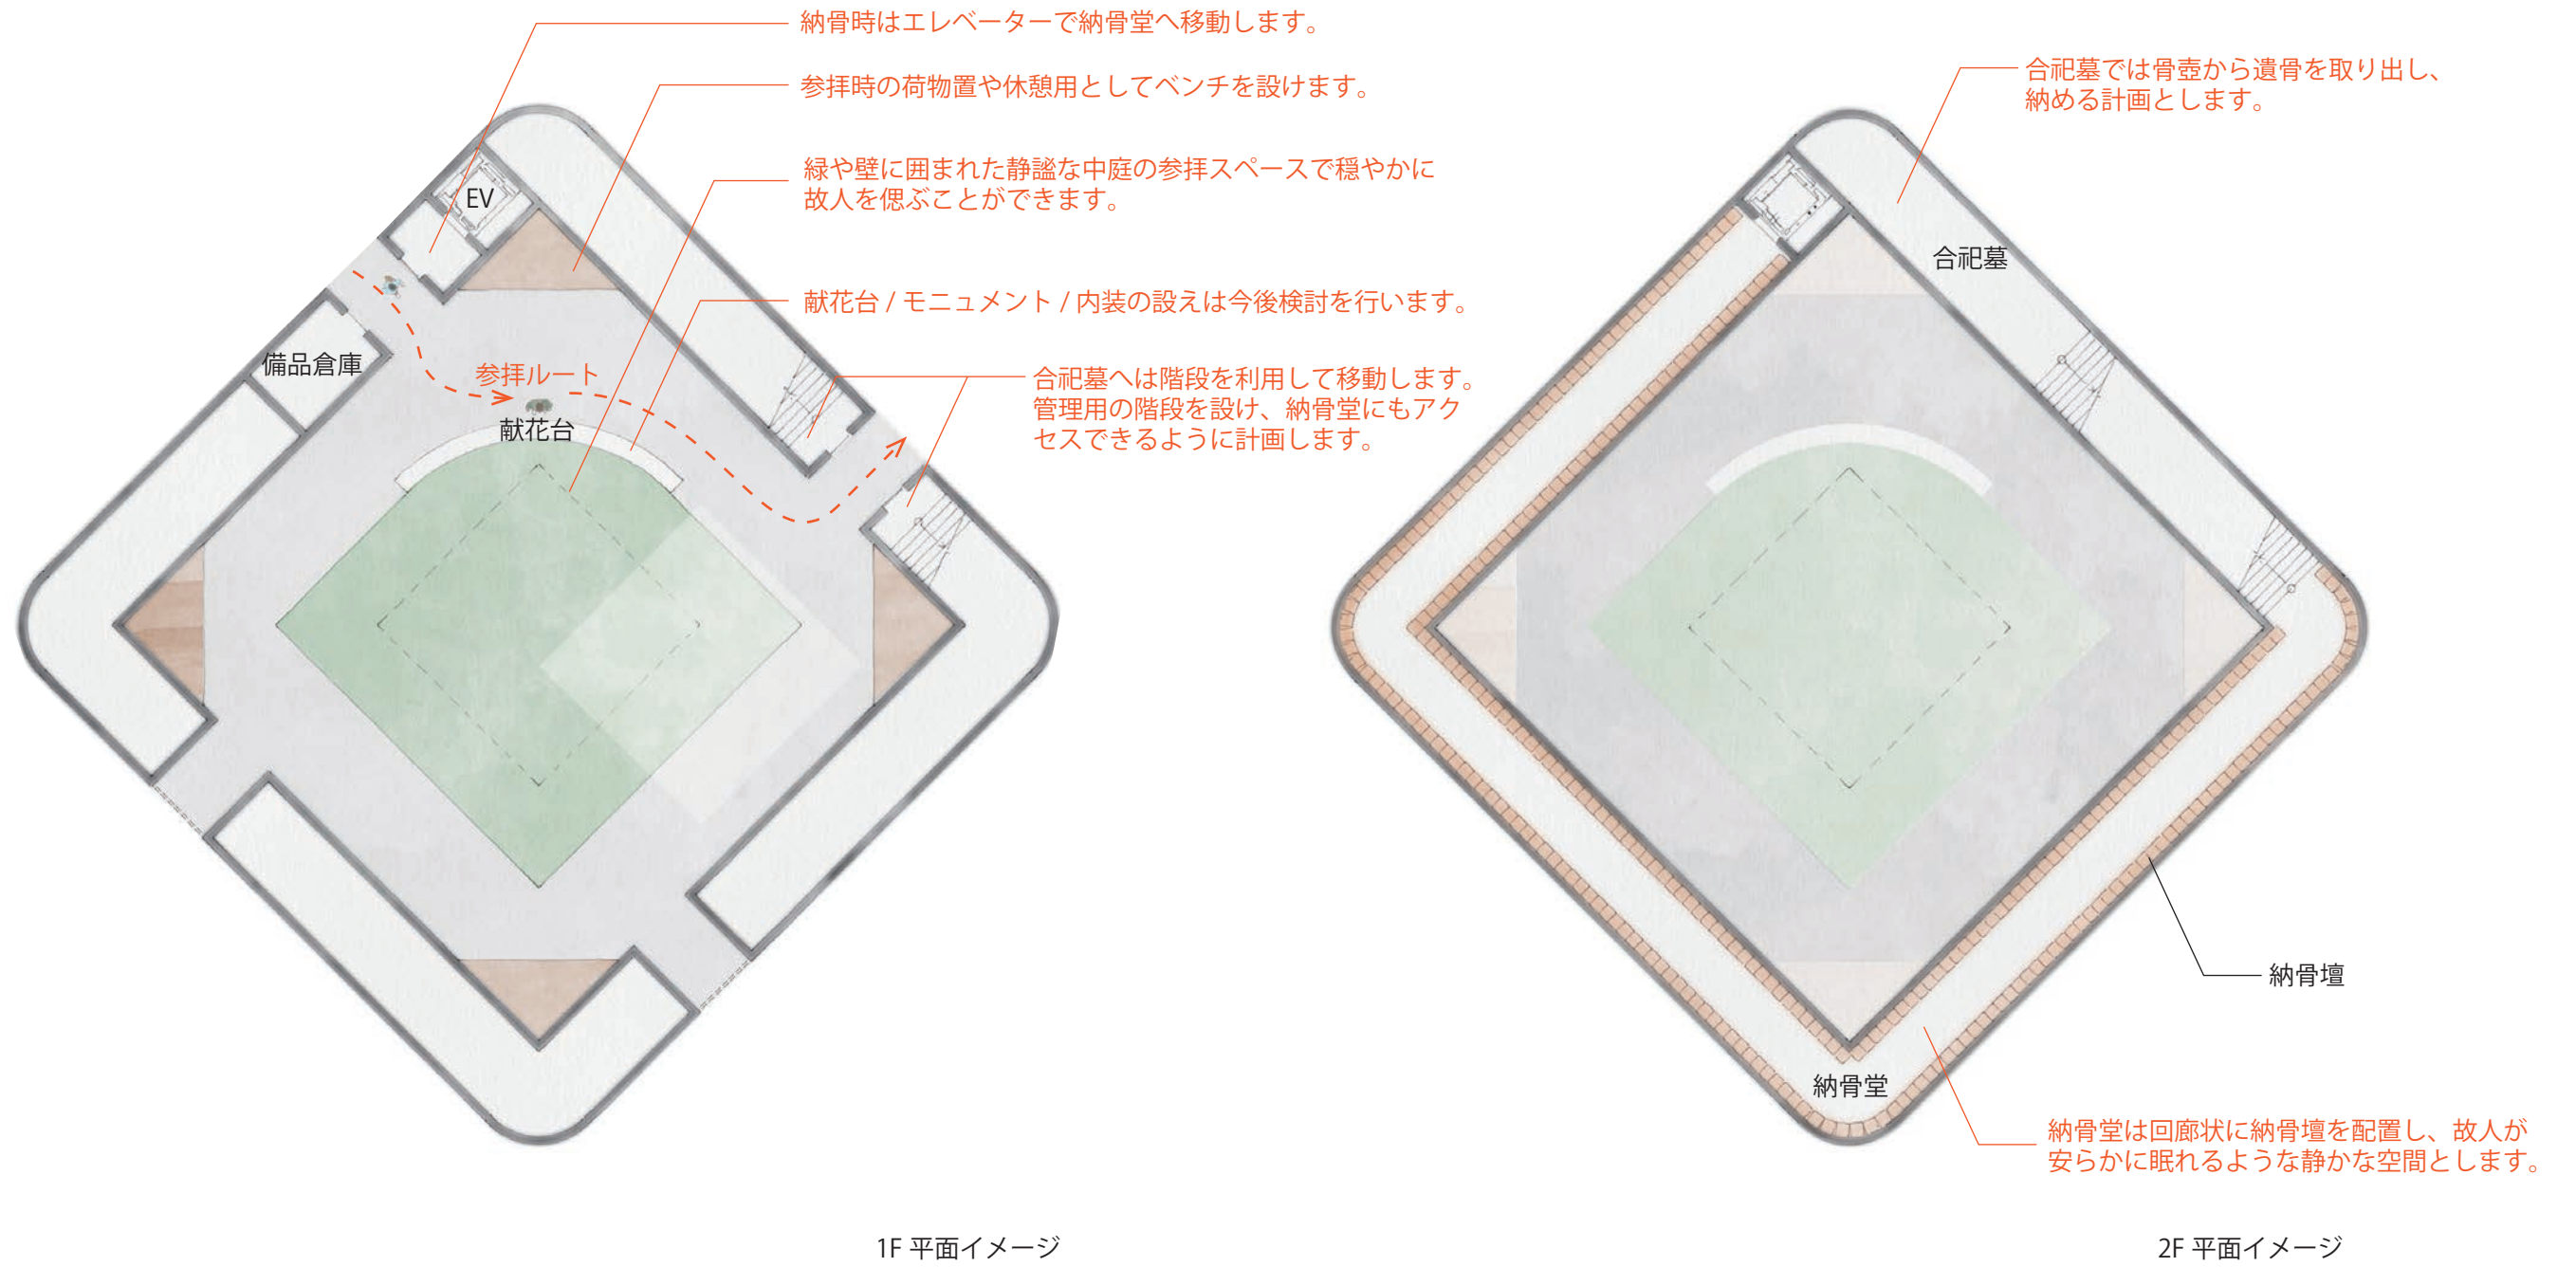 納骨時はエレベーターで納骨堂へ移動します。
参拝時の荷物置や休憩用としてベンチを設けます。
緑や壁に囲まれた静謐な中庭の参拝スペースで穏やかに
故人を偲ぶことができます。
献花台 / モニュメント / 内装の設えは今後検討を行います。
合祀墓へは階段を利用して移動します。
管理用の階段を設け、納骨堂にもアク
セスできるように計画します。
EV
備品倉庫
参拝ルート
献花台
1F 平面イメージ
合祀墓では骨壺から遺骨を取り出し、
納める計画とします。
合祀墓
納骨壇
納骨堂
納骨堂は回廊状に納骨壇を配置し、故人が
安らかに眠れるような静かな空間とします。
2F 平面イメージ